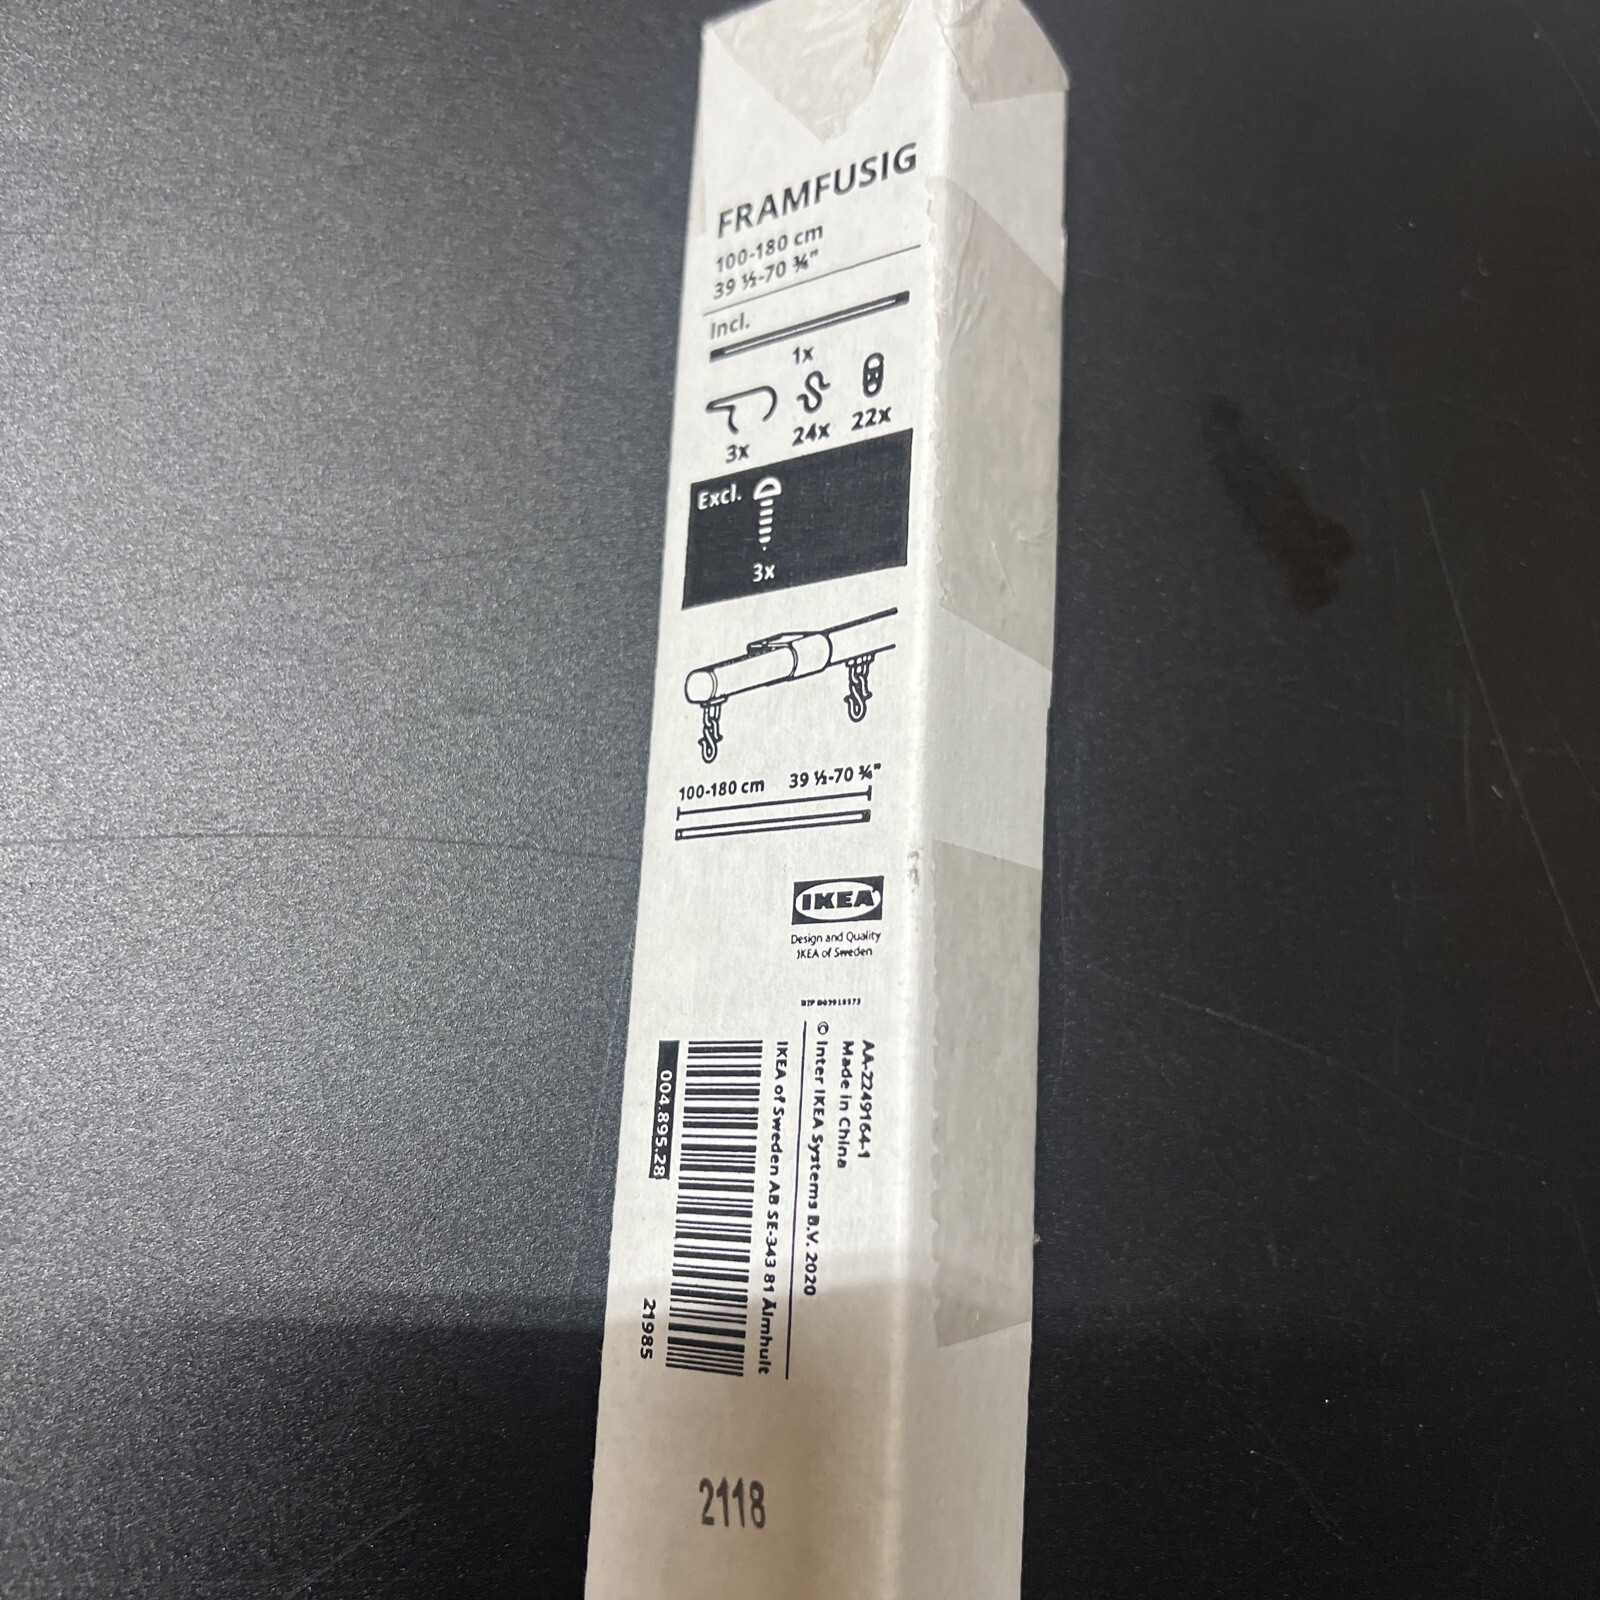 FRAMFUSIG
100-180 cm
39 ½-70 ¾"
Incl.
1x
3x
24x
22x
Excl.
3x
100-180 cm
39 ½-70 ¾"
IKEA
Design and Quality
IKEA of Sweden
AA-2249164-1
Made in China
© Inter IKEA Systems B.V. 2020
IKEA of Sweden AB SE-343 81 Älmhult
004.895.28
21985
2118